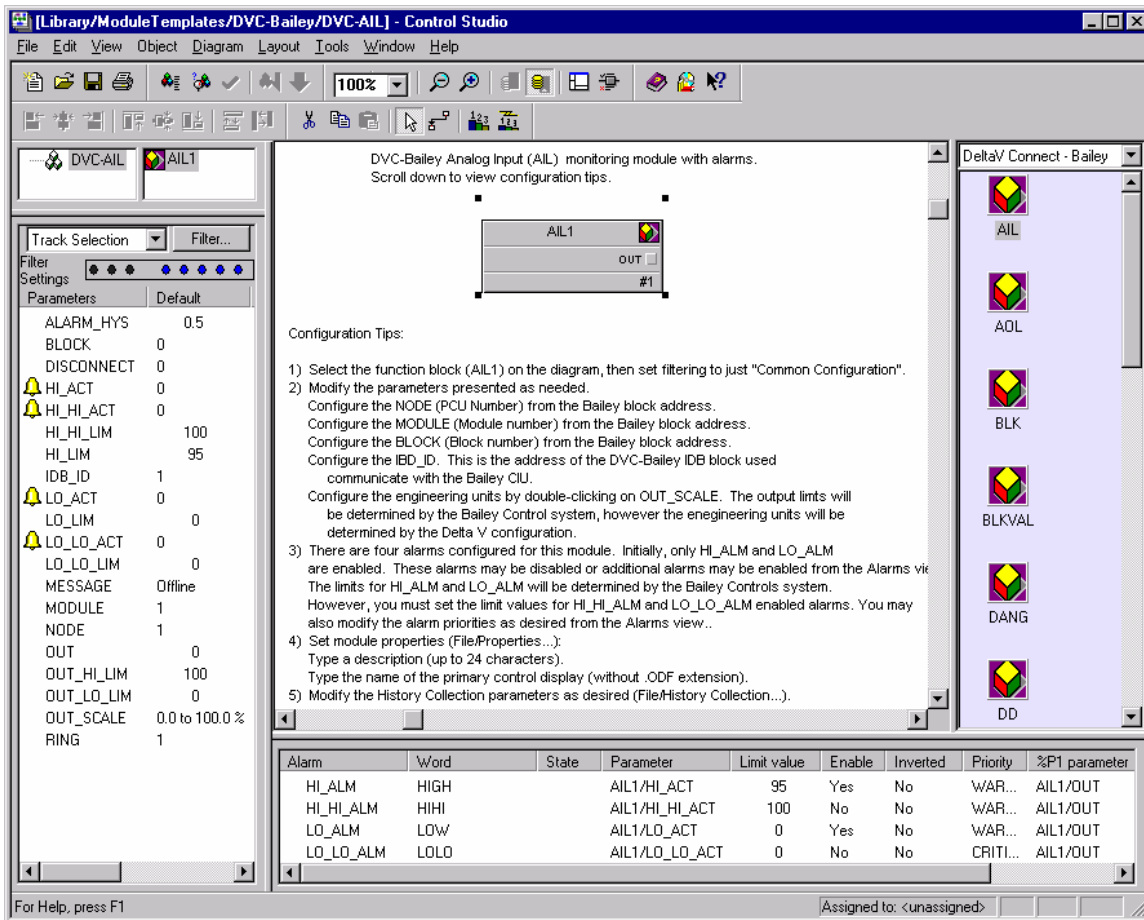 [Library/ModuleTemplates/DVC-Bailey/DVC-AIL] - Control Studio
File Edit View Object Diagram Layout Tools Window Help
100%
DVC-AIL
AIL1
Track Selection
Filter...
Filter
Settings
Parameters Default
ALARM_HYS 0.5
BLOCK 0
DISCONNECT 0
HI_ACT 0
HI_HI_ACT 0
HI_HI_LIM 100
HI_LIM 95
IDB_ID 1
LO_ACT 0
LO_LIM 0
LO_LO_ACT 0
LO_LO_LIM 0
MESSAGE Offline
MODULE 1
NODE 1
OUT 0
OUT_HI_LIM 100
OUT_LO_LIM 0
OUT_SCALE 0.0 to 100.0 %
RING 1
DVC-Bailey Analog Input (AIL) monitoring module with alarms.
Scroll down to view configuration tips.
AIL1
OUT
#1
Configuration Tips:
1) Select the function block (AIL1) on the diagram, then set filtering to just "Common Configuration".
2) Modify the parameters presented as needed.
Configure the NODE (PCU Number) from the Bailey block address.
Configure the MODULE (Module number) from the Bailey block address.
Configure the BLOCK (Block number) from the Bailey block address.
Configure the IBD_ID. This is the address of the DVC-Bailey IDB block used
communicate with the Bailey CIU.
Configure the engineering units by double-clicking on OUT_SCALE. The output limts will
be determined by the Bailey Control system, however the enegineering units will be
determined by the Delta V configuration.
3) There are four alarms configured for this module. Initially, only HI_ALM and LO_ALM
are enabled. These alarms may be disabled or additional alarms may be enabled from the Alarms vie
The limits for HI_ALM and LO_ALM will be determined by the Bailey Controls system.
However, you must set the limit values for HI_HI_ALM and LO_LO_ALM enabled alarms. You may
also modify the alarm priorities as desired from the Alarms view..
4) Set module properties (File/Properties...):
Type a description (up to 24 characters).
Type the name of the primary control display (without .ODF extension).
5) Modify the History Collection parameters as desired (File/History Collection...).
DeltaV Connect - Bailey
AIL
AOL
BLK
BLKVAL
DANG
DD
Alarm Word State Parameter Limit value Enable Inverted Priority %P1 parameter
HI_ALM HIGH AIL1/HI_ACT 95 Yes No WAR... AIL1/OUT
HI_HI_ALM HIHI AIL1/HI_HI_ACT 100 No No WAR... AIL1/OUT
LO_ALM LOW AIL1/LO_ACT 0 Yes No WAR... AIL1/OUT
LO_LO_ALM LOLO AIL1/LO_LO_ACT 0 No No CRITI... AIL1/OUT
For Help, press F1
Assigned to: <unassigned>